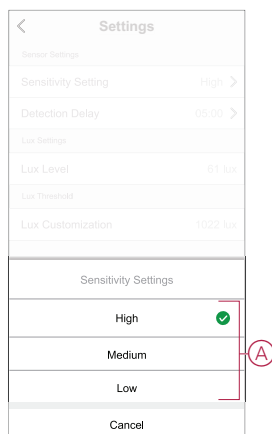 Settings
Sensor Settings
Sensitivity Setting High
Detection Delay 05:00
Lux Settings
Lux Level 61 lux
Lux Threshold
Lux Customization 1022 lux
Sensitivity Settings
High
A
Medium
Low
Cancel